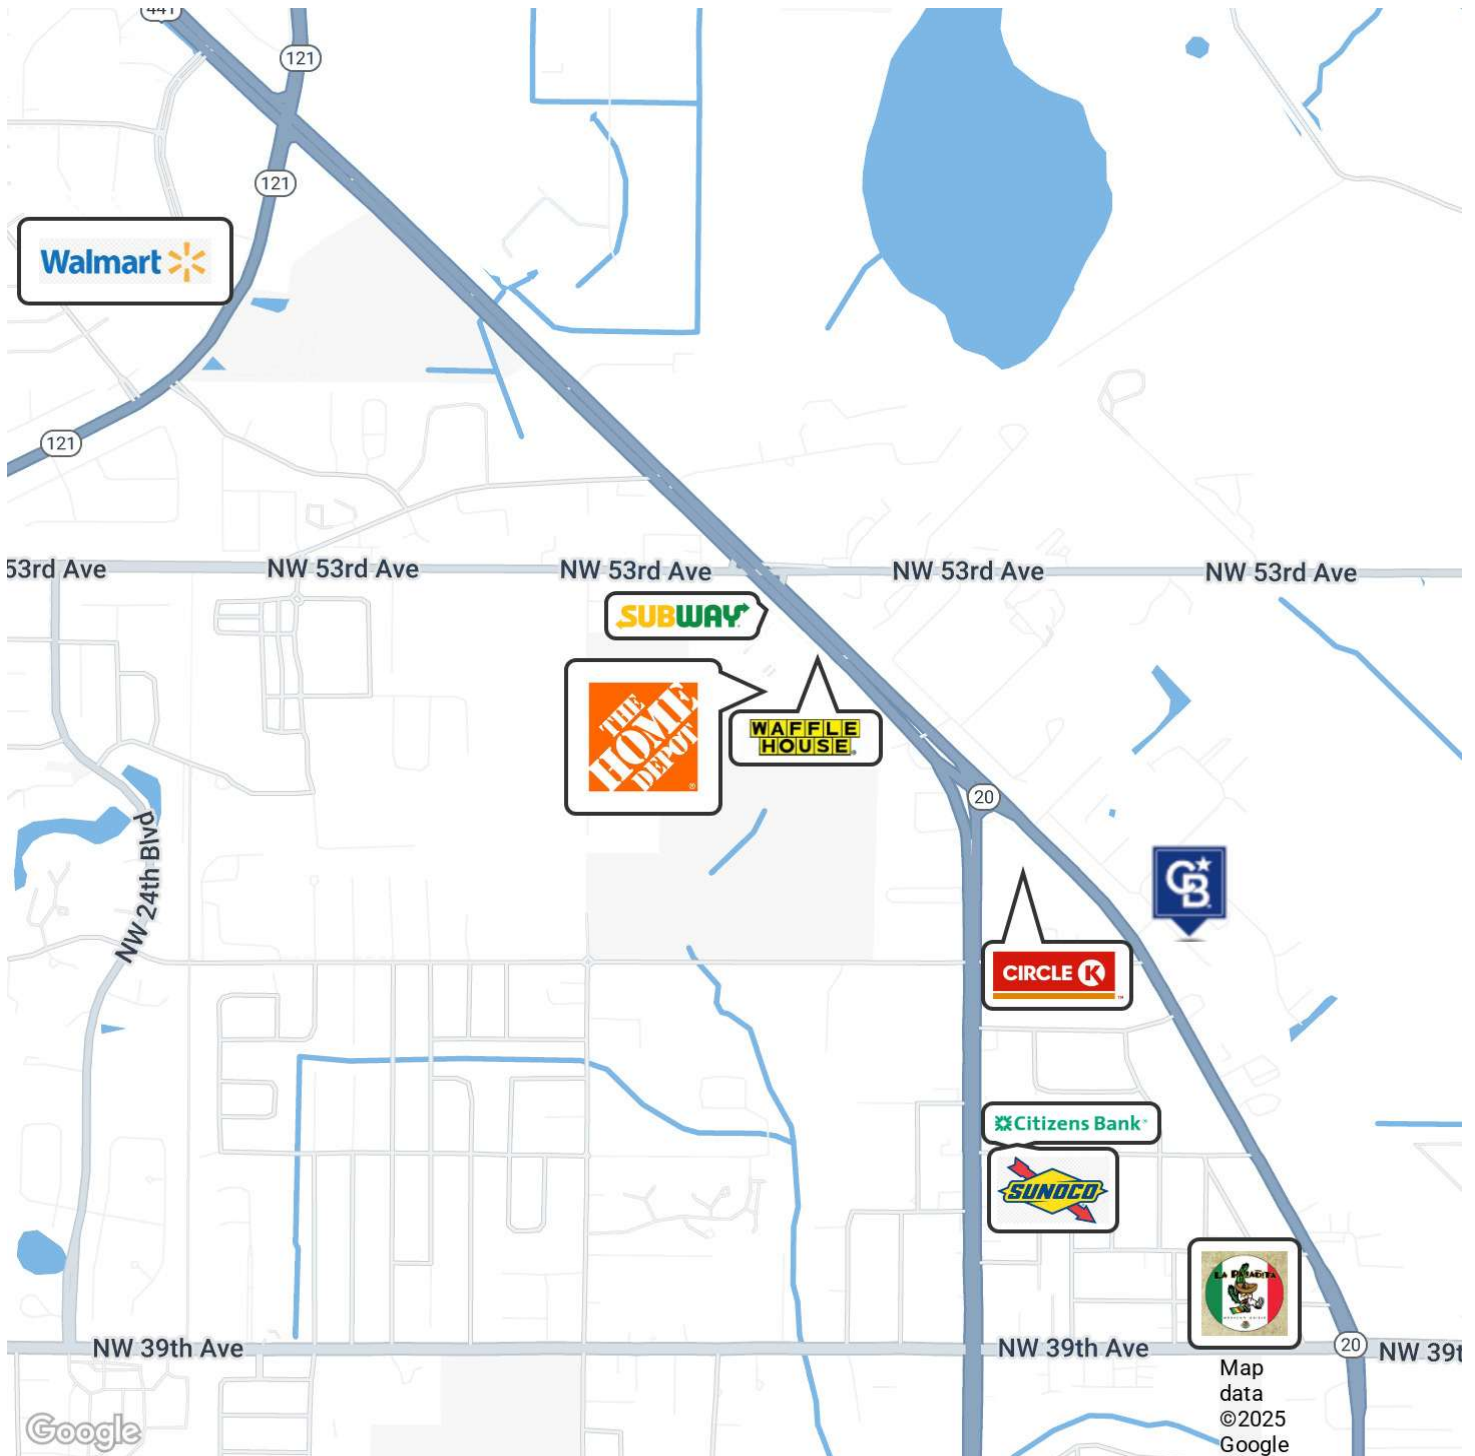 441
121
121
Walmart
121
53rd Ave
NW 53rd Ave
NW 53rd Ave
NW 53rd Ave
NW 53rd Ave
SUBWAY
THE
HOME
DEPOT
WAFFLE
HOUSE
20
NW 24th Blvd
CB
CIRCLE K
Citizens Bank
SUNOCO
NW 39th Ave
NW 39th Ave
20
NW 39t
Map
data
©2025
Google
Google